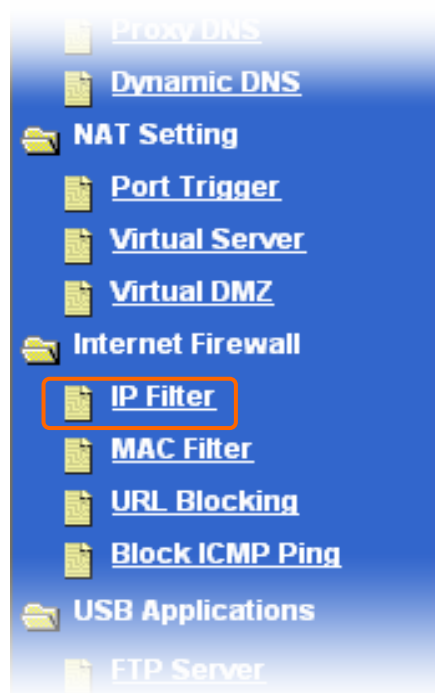 Proxy DNS
Dynamic DNS
NAT Setting
Port Trigger
Virtual Server
Virtual DMZ
Internet Firewall
IP Filter
MAC Filter
URL Blocking
Block ICMP Ping
USB Applications
FTP Server